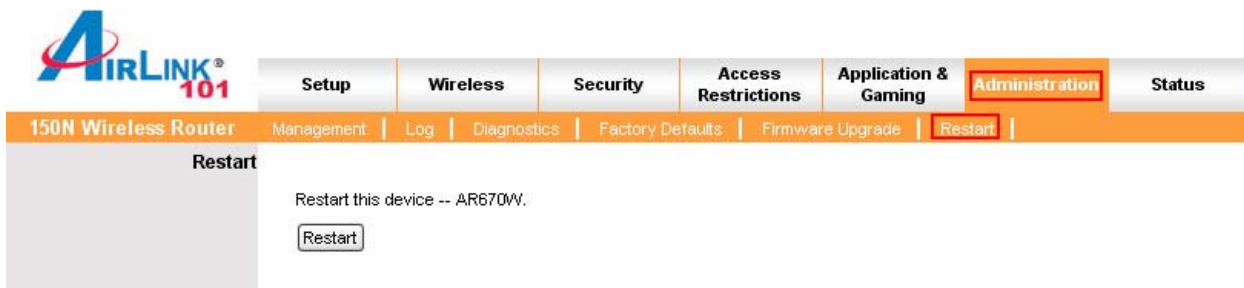 AIRLINK®
101
Setup
Wireless
Security
Access
Restrictions
Application &
Gaming
Administration
Status
150N Wireless Router
Management | Log | Diagnostics | Factory Defaults | Firmware Upgrade | Restart |
Restart
Restart this device -- AR670W.
Restart